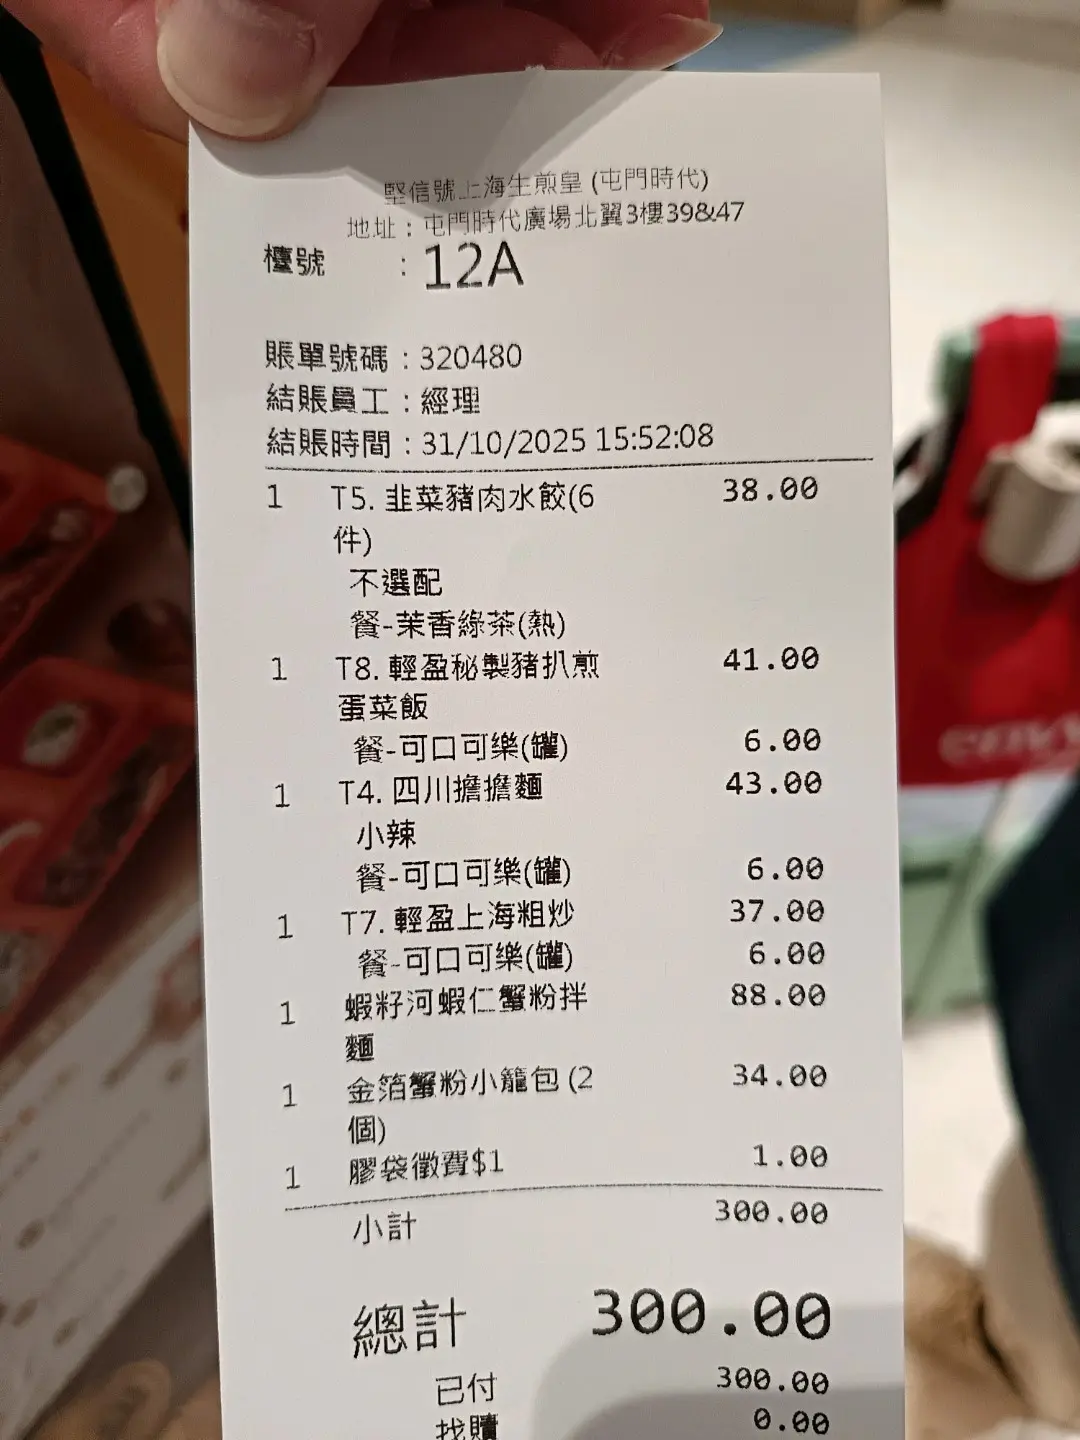 堅信號上海生煎皇 (屯門時代)
地址：屯門時代廣場北翼3樓39&47
檯號 : 12A
賬單號碼：320480
結賬員工：經理
結賬時間：31/10/2025 15:52:08
1 T5. 韭菜豬肉水餃(6 38.00
件)
不選配
餐-茉香綠茶(熱)
1 T8. 輕盈秘製豬扒煎 41.00
蛋菜飯
餐-可口可樂(罐) 6.00
1 T4. 四川擔擔麵 43.00
小辣
餐-可口可樂(罐) 6.00
1 T7. 輕盈上海粗炒 37.00
餐-可口可樂(罐) 6.00
1 蝦籽河蝦仁蟹粉拌 88.00
麵
1 金箔蟹粉小籠包 (2 34.00
個)
1 膠袋徵費$1 1.00
小計 300.00
總計 300.00
已付 300.00
找贖 0.00